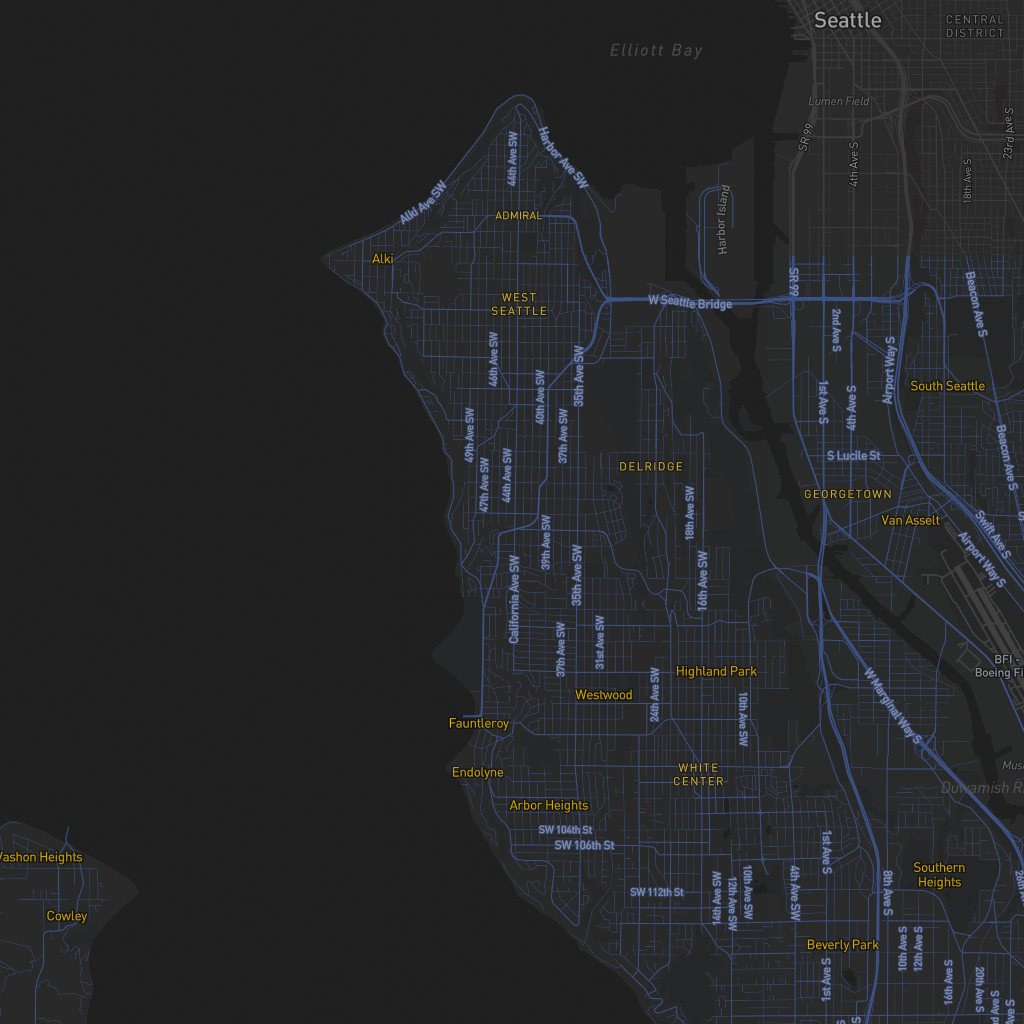 Seattle
CENTRAL
DISTRICT
Elliott Bay
Lumen Field
SR 99
4th Ave S
23rd Ave S
18th Ave S
44th Ave SW
Harbor Ave SW
Alki Ave SW
ADMIRAL
Harbor Island
Alki
WEST
SEATTLE
W Seattle Bridge
SR 99
2nd Ave S
Beacon Ave S
46th Ave SW
40th Ave SW
35th Ave SW
Airport Way S
South Seattle
1st Ave S
4th Ave S
49th Ave SW
37th Ave SW
47th Ave SW
44th Ave SW
DELRIDGE
S Lucile St
Beacon Ave S
GEORGETOWN
18th Ave SW
Van Asselt
Swift Ave S
Airport Way S
39th Ave SW
35th Ave SW
16th Ave SW
California Ave SW
37th Ave SW
31st Ave SW
BFI -
Boeing Fi
24th Ave SW
Highland Park
Westwood
10th Ave SW
W Marginal Way S
Fauntleroy
Endolyne
WHITE
CENTER
Muse
Duwamish Ri
Arbor Heights
SW 104th St
SW 106th St
1st Ave S
Vashon Heights
Cowley
SW 112th St
14th Ave SW
12th Ave SW
10th Ave SW
4th Ave SW
8th Ave S
Southern
Heights
Beverly Park
1st Ave S
10th Ave S
12th Ave S
16th Ave S
20th Ave S